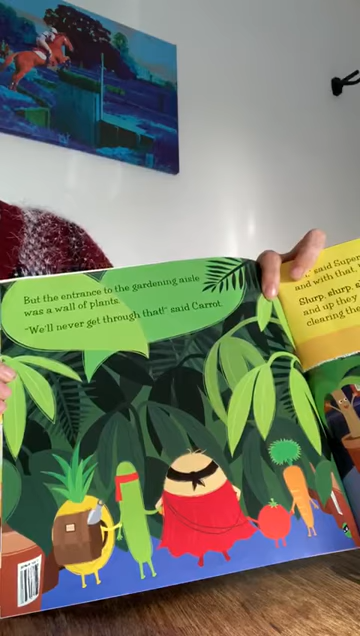 But the entrance to the gardening aisle
was a wall of plants.
"We'll never get through that!" said Carrot.
said Super
and with that,
Slurp, slurp,
and up they
clearing the